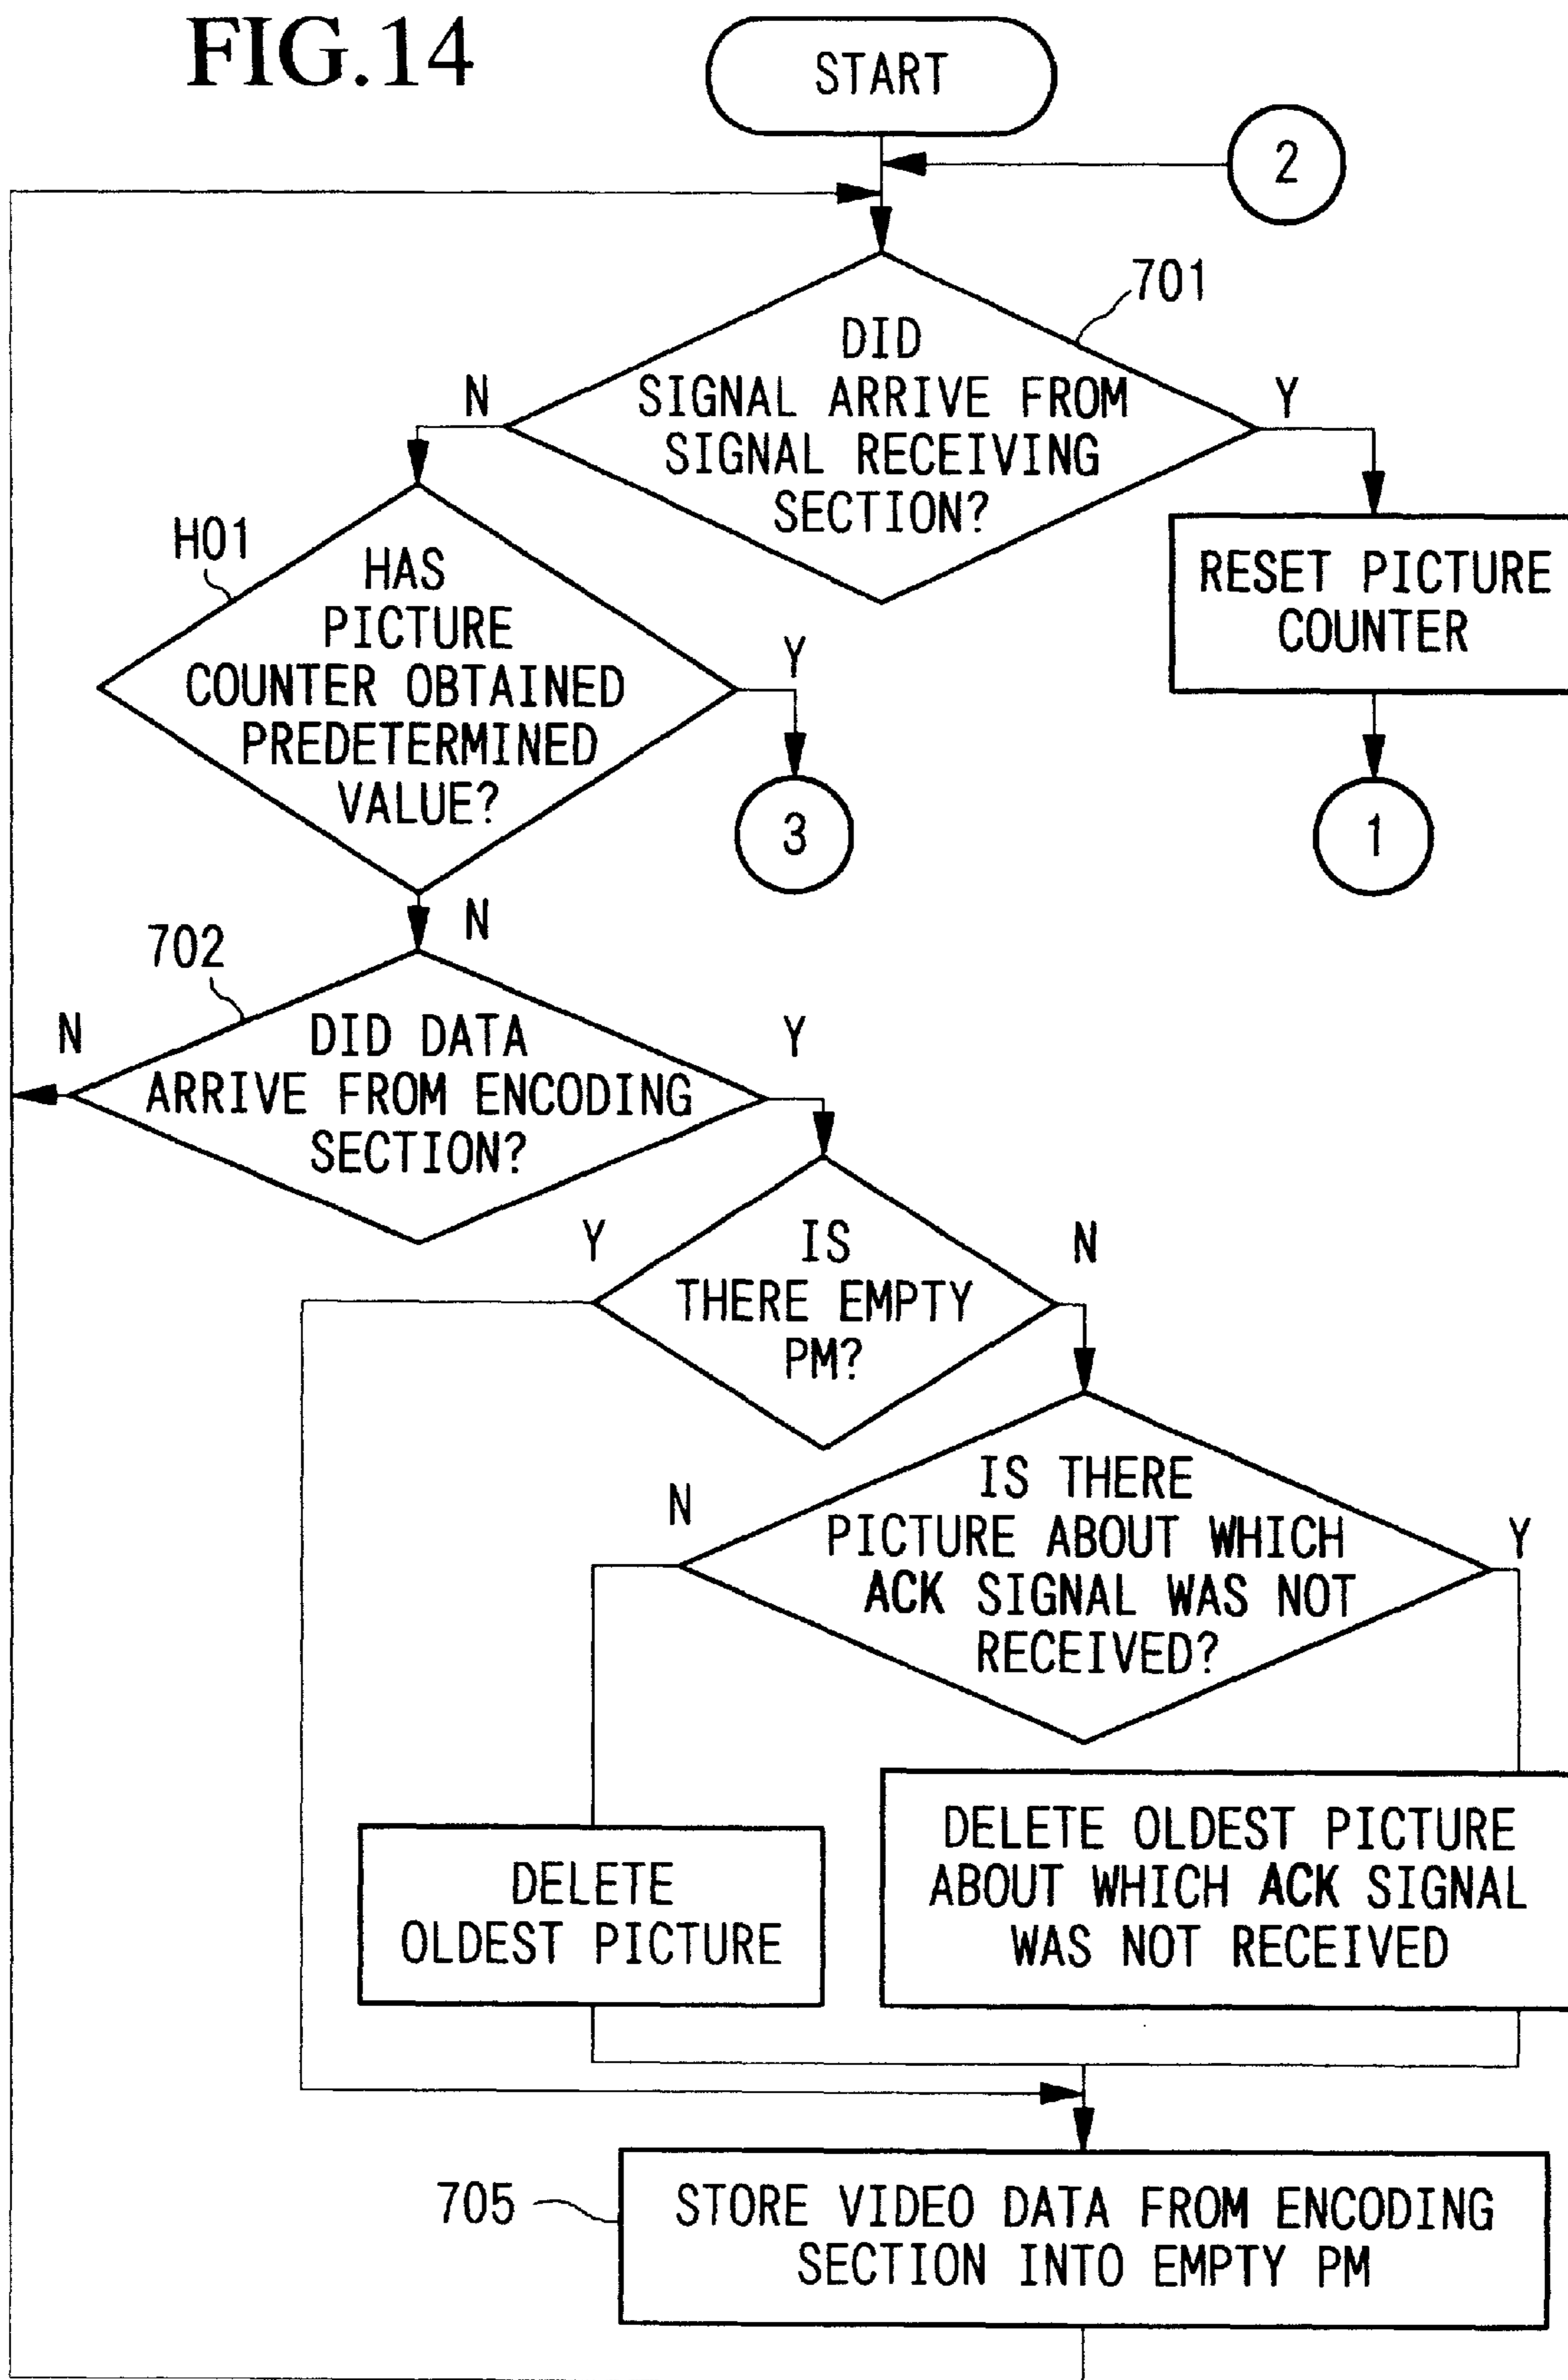 FIG.14
START
2
701
DID
SIGNAL ARRIVE FROM
SIGNAL RECEIVING
SECTION?
N
Y
H01
HAS
PICTURE
COUNTER OBTAINED
PREDETERMINED
VALUE?
Y
RESET PICTURE
COUNTER
3
1
N
702
N
DID DATA
ARRIVE FROM ENCODING
SECTION?
Y
Y
IS
THERE EMPTY
PM?
N
N
IS THERE
PICTURE ABOUT WHICH
ACK SIGNAL WAS NOT
RECEIVED?
Y
DELETE
OLDEST PICTURE
DELETE OLDEST PICTURE
ABOUT WHICH ACK SIGNAL
WAS NOT RECEIVED
705
STORE VIDEO DATA FROM ENCODING
SECTION INTO EMPTY PM